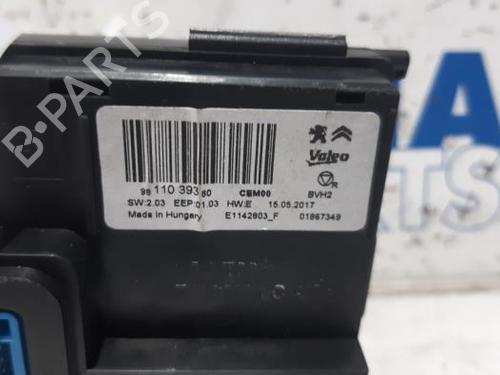 B-PARTS
98 110 393 80
CEM00
Valeo
R
BVH2
SW:2.03 EEP:01.03 HW:E 15.05.2017
Made in Hungary E1142803_F 01867349